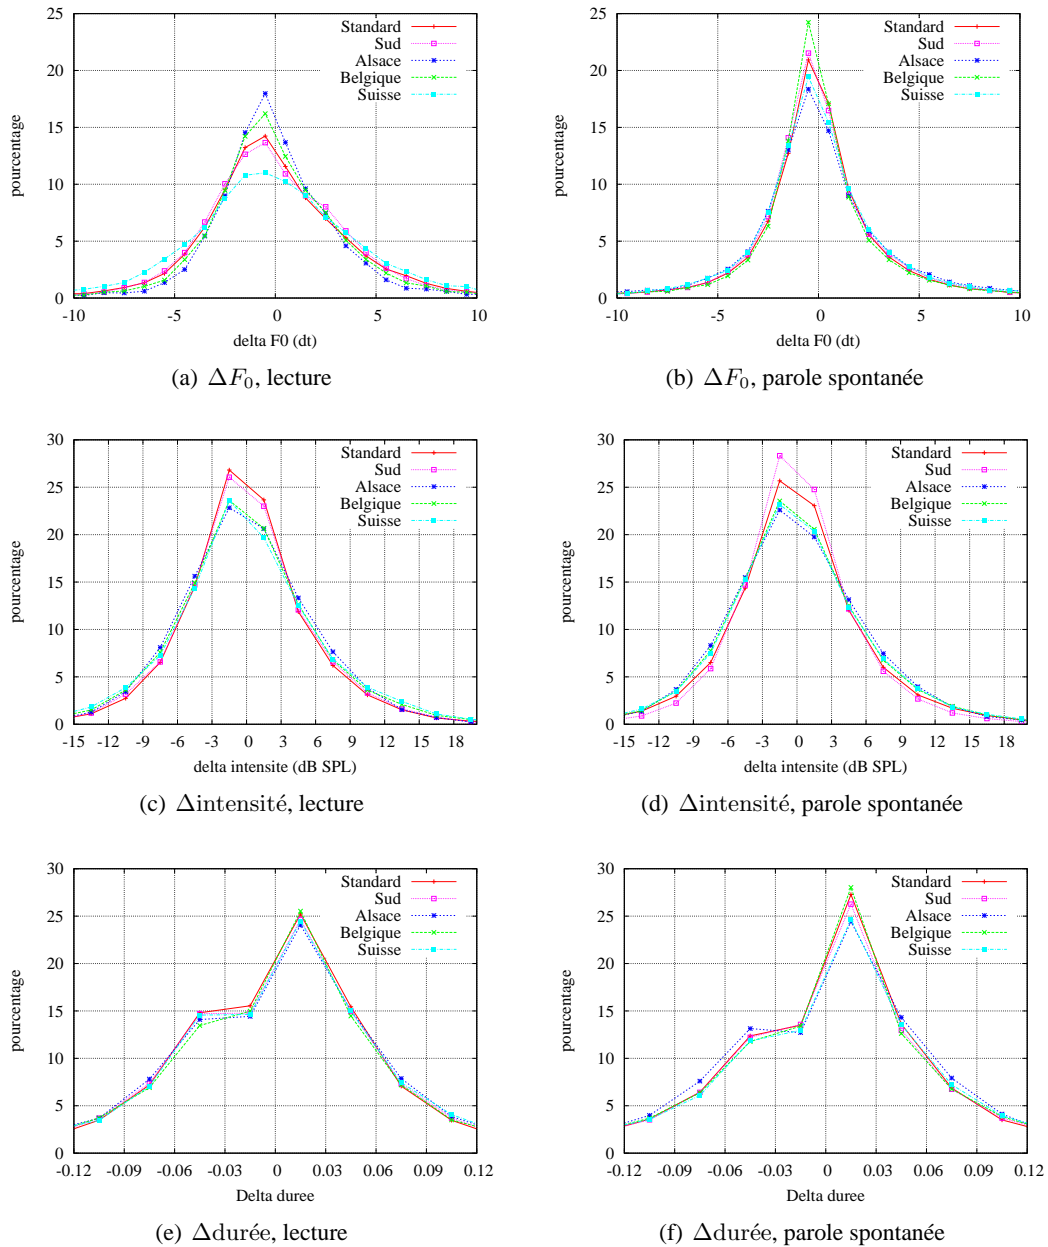 25
20
15
10
5
0
pourcentage
-10 -5 0 5 10
delta F0 (dt)
Standard
Sud
Alsace
Belgique
Suisse
(a) ΔF₀, lecture
25
20
15
10
5
0
pourcentage
-10 -5 0 5 10
delta F0 (dt)
Standard
Sud
Alsace
Belgique
Suisse
(b) ΔF₀, parole spontanée
30
25
20
15
10
5
0
pourcentage
-15 -12 -9 -6 -3 0 3 6 9 12 15 18
delta intensite (dB SPL)
Standard
Sud
Alsace
Belgique
Suisse
(c) Δintensité, lecture
30
25
20
15
10
5
0
pourcentage
-15 -12 -9 -6 -3 0 3 6 9 12 15 18
delta intensite (dB SPL)
Standard
Sud
Alsace
Belgique
Suisse
(d) Δintensité, parole spontanée
30
25
20
15
10
5
0
pourcentage
-0.12 -0.09 -0.06 -0.03 0 0.03 0.06 0.09 0.12
Delta duree
Standard
Sud
Alsace
Belgique
Suisse
(e) Δdurée, lecture
30
25
20
15
10
5
0
pourcentage
-0.12 -0.09 -0.06 -0.03 0 0.03 0.06 0.09 0.12
Delta duree
Standard
Sud
Alsace
Belgique
Suisse
(f) Δdurée, parole spontanée